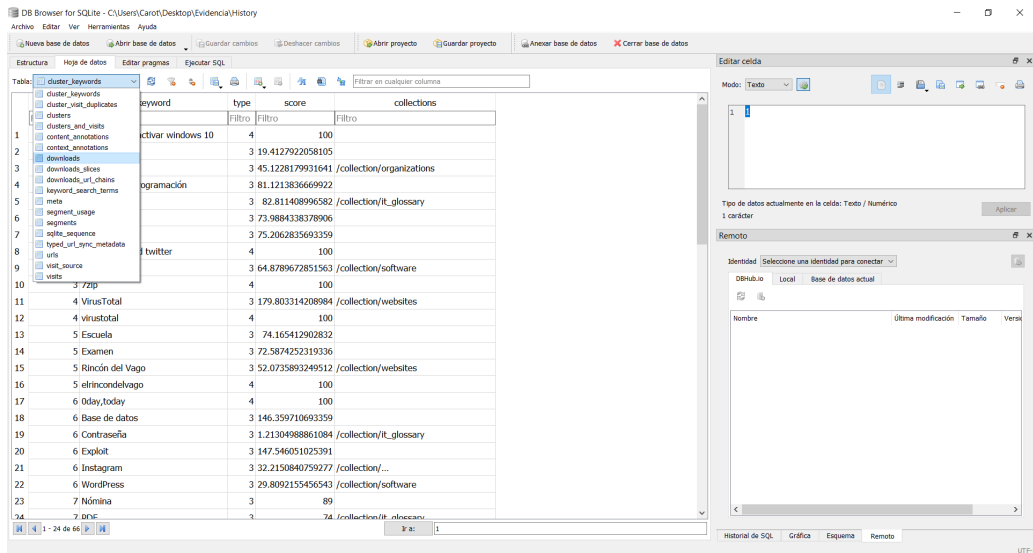 DB Browser for SQLite - C:\Users\Carot\Desktop\Evidencia\History
Archivo Editar Ver Herramientas Ayuda
Nueva base de datos Abrir base de datos Guardar cambios Deshacer cambios Abrir proyecto Guardar proyecto Anexar base de datos Cerrar base de datos
Estructura Hoja de datos Editar pragmas Ejecutar SQL
Tabla: cluster_keywords Filtrar en cualquier columna
cluster_keywords
cluster_visit_duplicates
clusters
clusters_and_visits
content_annotations
context_annotations
downloads
downloads_slices
downloads_url_chains
keyword_search_terms
meta
segment_usage
segments
sqlite_sequence
typed_url_sync_metadata
urls
visit_source
visits
keyword type score collections
Filtro Filtro Filtro
1 activar windows 10 4 100
2 3 19.4127922058105
3 3 45.1228179931641 /collection/organizations
4 ogramación 3 81.1213836669922
5 3 82.811408996582 /collection/it_glossary
6 3 73.9884338378906
7 3 75.2062835693359
8 d twitter 4 100
9 3 64.8789672851563 /collection/software
10 3 7zip 4 100
11 4 VirusTotal 3 179.803314208984 /collection/websites
12 4 virustotal 4 100
13 5 Escuela 3 74.165412902832
14 5 Examen 3 72.5874252319336
15 5 Rincón del Vago 3 52.0735893249512 /collection/websites
16 5 elrincondelvago 4 100
17 6 0day,today 4 100
18 6 Base de datos 3 146.359710693359
19 6 Contraseña 3 1.21304988861084 /collection/it_glossary
20 6 Exploit 3 147.546051025391
21 6 Instagram 3 32.2150840759277 /collection/...
22 6 WordPress 3 29.8092155456543 /collection/software
23 7 Nómina 3 89
24 7 PDF 3 74 /collection/it_glossary
1 - 24 de 66 Ir a: 1
Editar celda
Modo: Texto
1 1
Tipo de datos actualmente en la celda: Texto / Numérico
1 carácter
Aplicar
Remoto
Identidad Seleccione una identidad para conectar
DBHub.io Local Base de datos actual
Nombre Última modificación Tamaño Versió
Historial de SQL Gráfica Esquema Remoto
UTF-